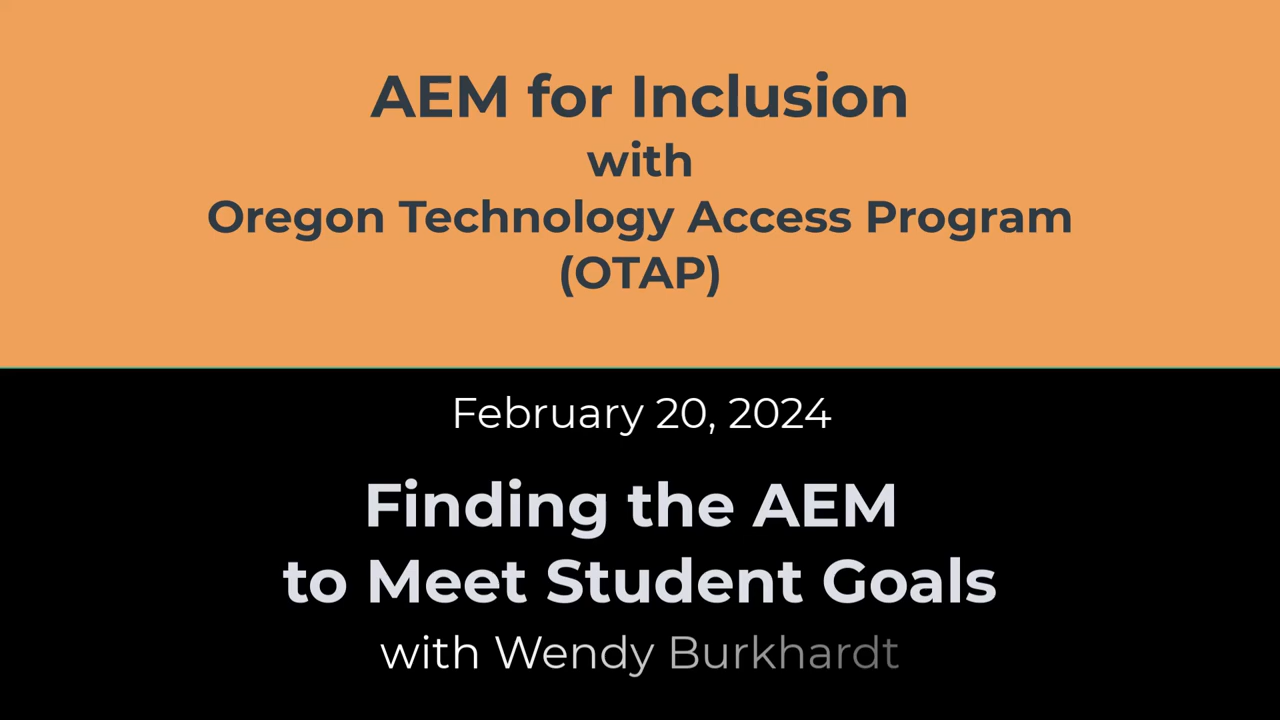 AEM for Inclusion
with
Oregon Technology Access Program
(OTAP)
February 20, 2024
Finding the AEM
to Meet Student Goals
with Wendy Burkhardt